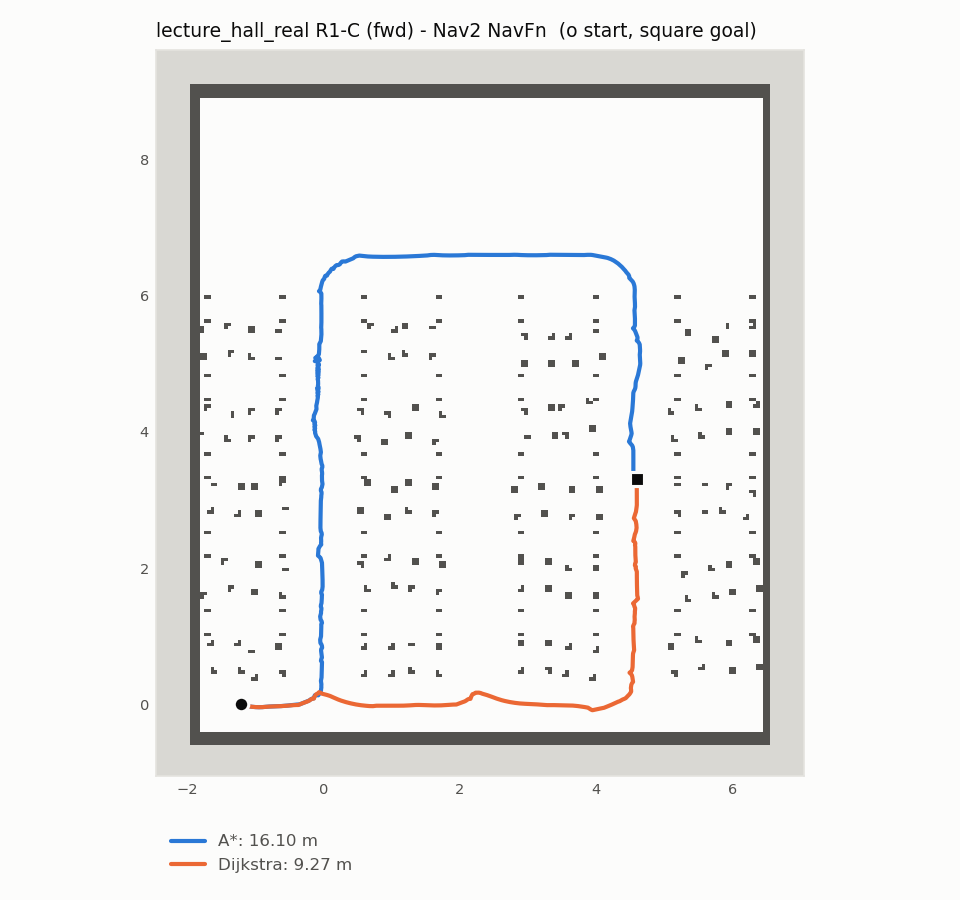 lecture_hall_real R1-C (fwd) - Nav2 NavFn  (o start, square goal)
8
6
4
2
0
−2 0 2 4 6
A*: 16.10 m
Dijkstra: 9.27 m